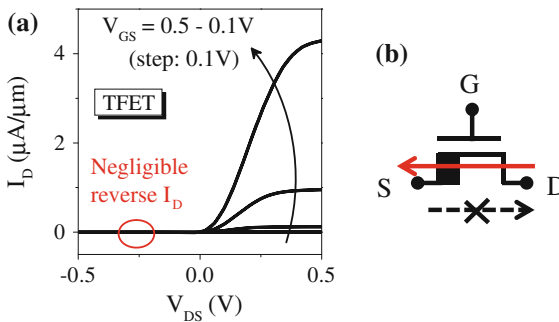 (a)
V_GS = 0.5 - 0.1V
(step: 0.1V)
TFET
Negligible
reverse I_D
I_D (μA/μm)
4
2
0
-0.5
0.0
0.5
V_DS (V)
(b)
G
S
D